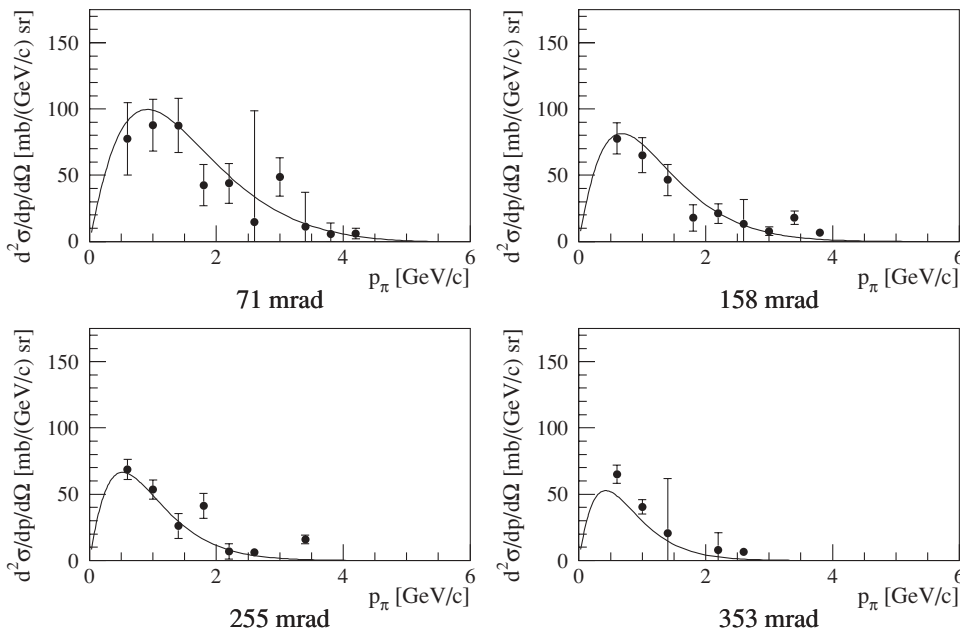 d²σ/dp/dΩ [mb/(GeV/c) sr]
150
100
50
0
0 2 4 6
p_π [GeV/c]
71 mrad
d²σ/dp/dΩ [mb/(GeV/c) sr]
150
100
50
0
0 2 4 6
p_π [GeV/c]
158 mrad
d²σ/dp/dΩ [mb/(GeV/c) sr]
150
100
50
0
0 2 4 6
p_π [GeV/c]
255 mrad
d²σ/dp/dΩ [mb/(GeV/c) sr]
150
100
50
0
0 2 4 6
p_π [GeV/c]
353 mrad